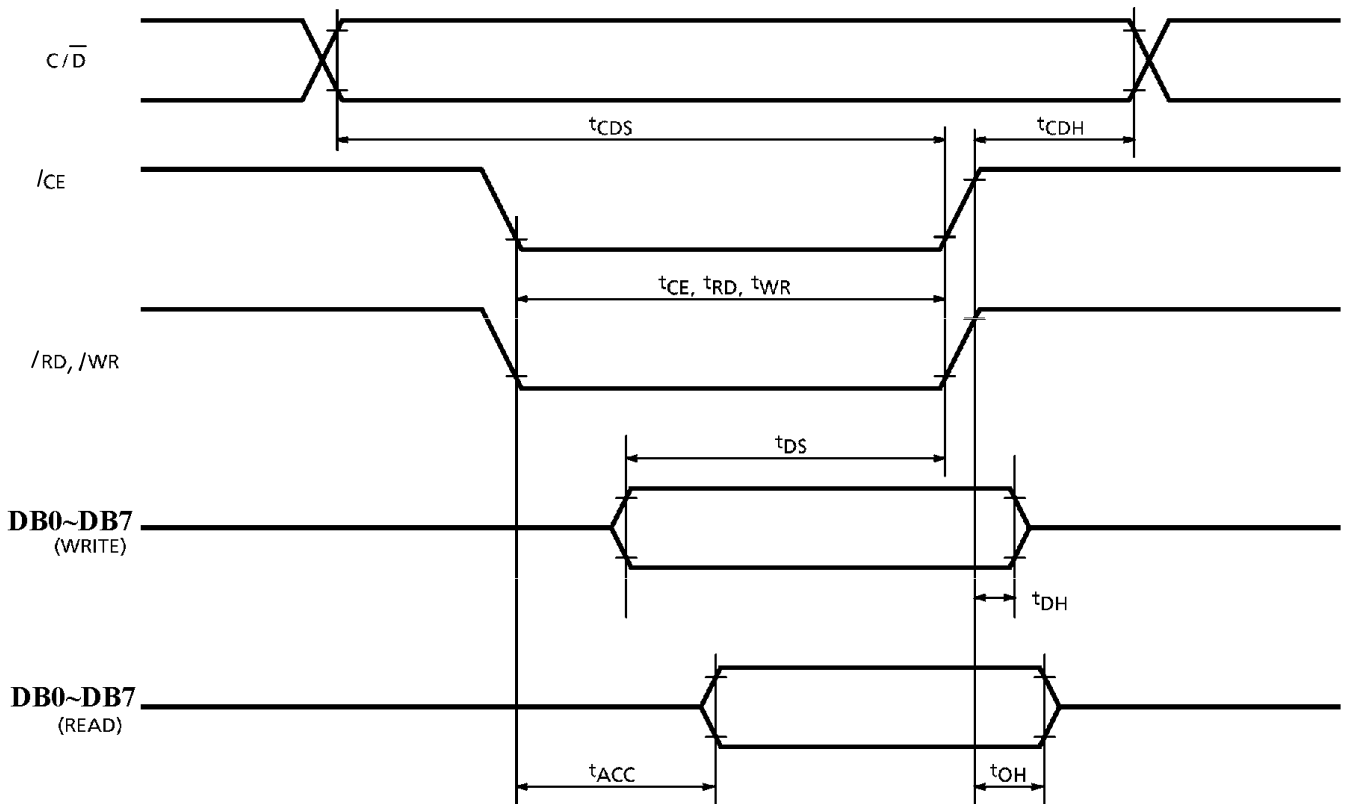 C/D̅
tCDS
tCDH
/CE
tCE, tRD, tWR
/RD, /WR
tDS
DB0~DB7
(WRITE)
tDH
DB0~DB7
(READ)
tACC
tOH